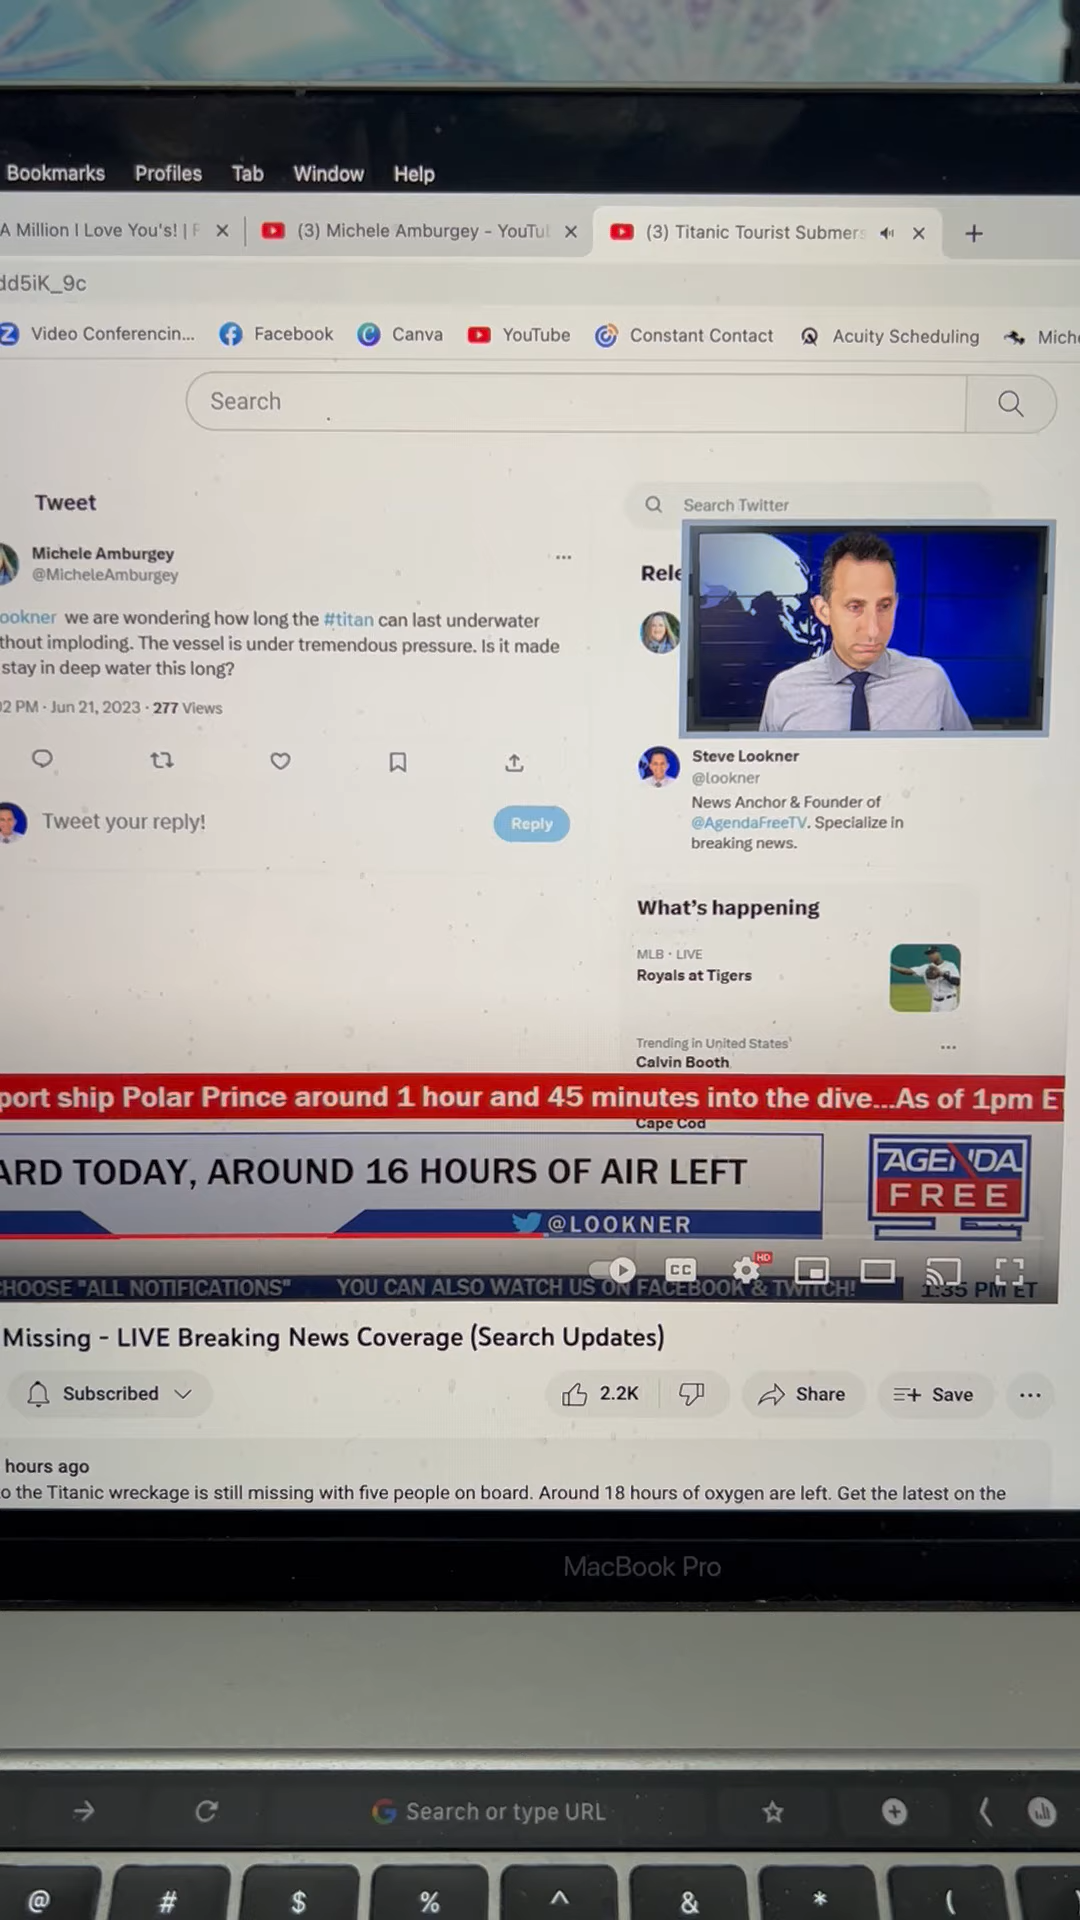 Bookmarks Profiles Tab Window Help
A Million I Love You's! | F
(3) Michele Amburgey - YouTu
(3) Titanic Tourist Submers
dd5iK_9c
Video Conferencin... Facebook Canva YouTube Constant Contact Acuity Scheduling Mich
Search
Tweet
Search Twitter
Michele Amburgey
@MicheleAmburgey
Rele
ookner we are wondering how long the #titan can last underwater
thout imploding. The vessel is under tremendous pressure. Is it made
stay in deep water this long?
02 PM · Jun 21, 2023 · 277 Views
Steve Lookner
@lookner
News Anchor & Founder of
@AgendaFreeTV. Specialize in
breaking news.
Tweet your reply!
Reply
What's happening
MLB · LIVE
Royals at Tigers
Trending in United States
Calvin Booth
port ship Polar Prince around 1 hour and 45 minutes into the dive...As of 1pm E
Cape Cod
ARD TODAY, AROUND 16 HOURS OF AIR LEFT
AGENDA
FREE
@LOOKNER
CC
HD
HOOSE "ALL NOTIFICATIONS" YOU CAN ALSO WATCH US ON FACEBOOK & TWITCH! 1:35 PM ET
Missing - LIVE Breaking News Coverage (Search Updates)
Subscribed 2.2K Share Save
hours ago
o the Titanic wreckage is still missing with five people on board. Around 18 hours of oxygen are left. Get the latest on the
MacBook Pro
Search or type URL
@ # $ % ^ & * (